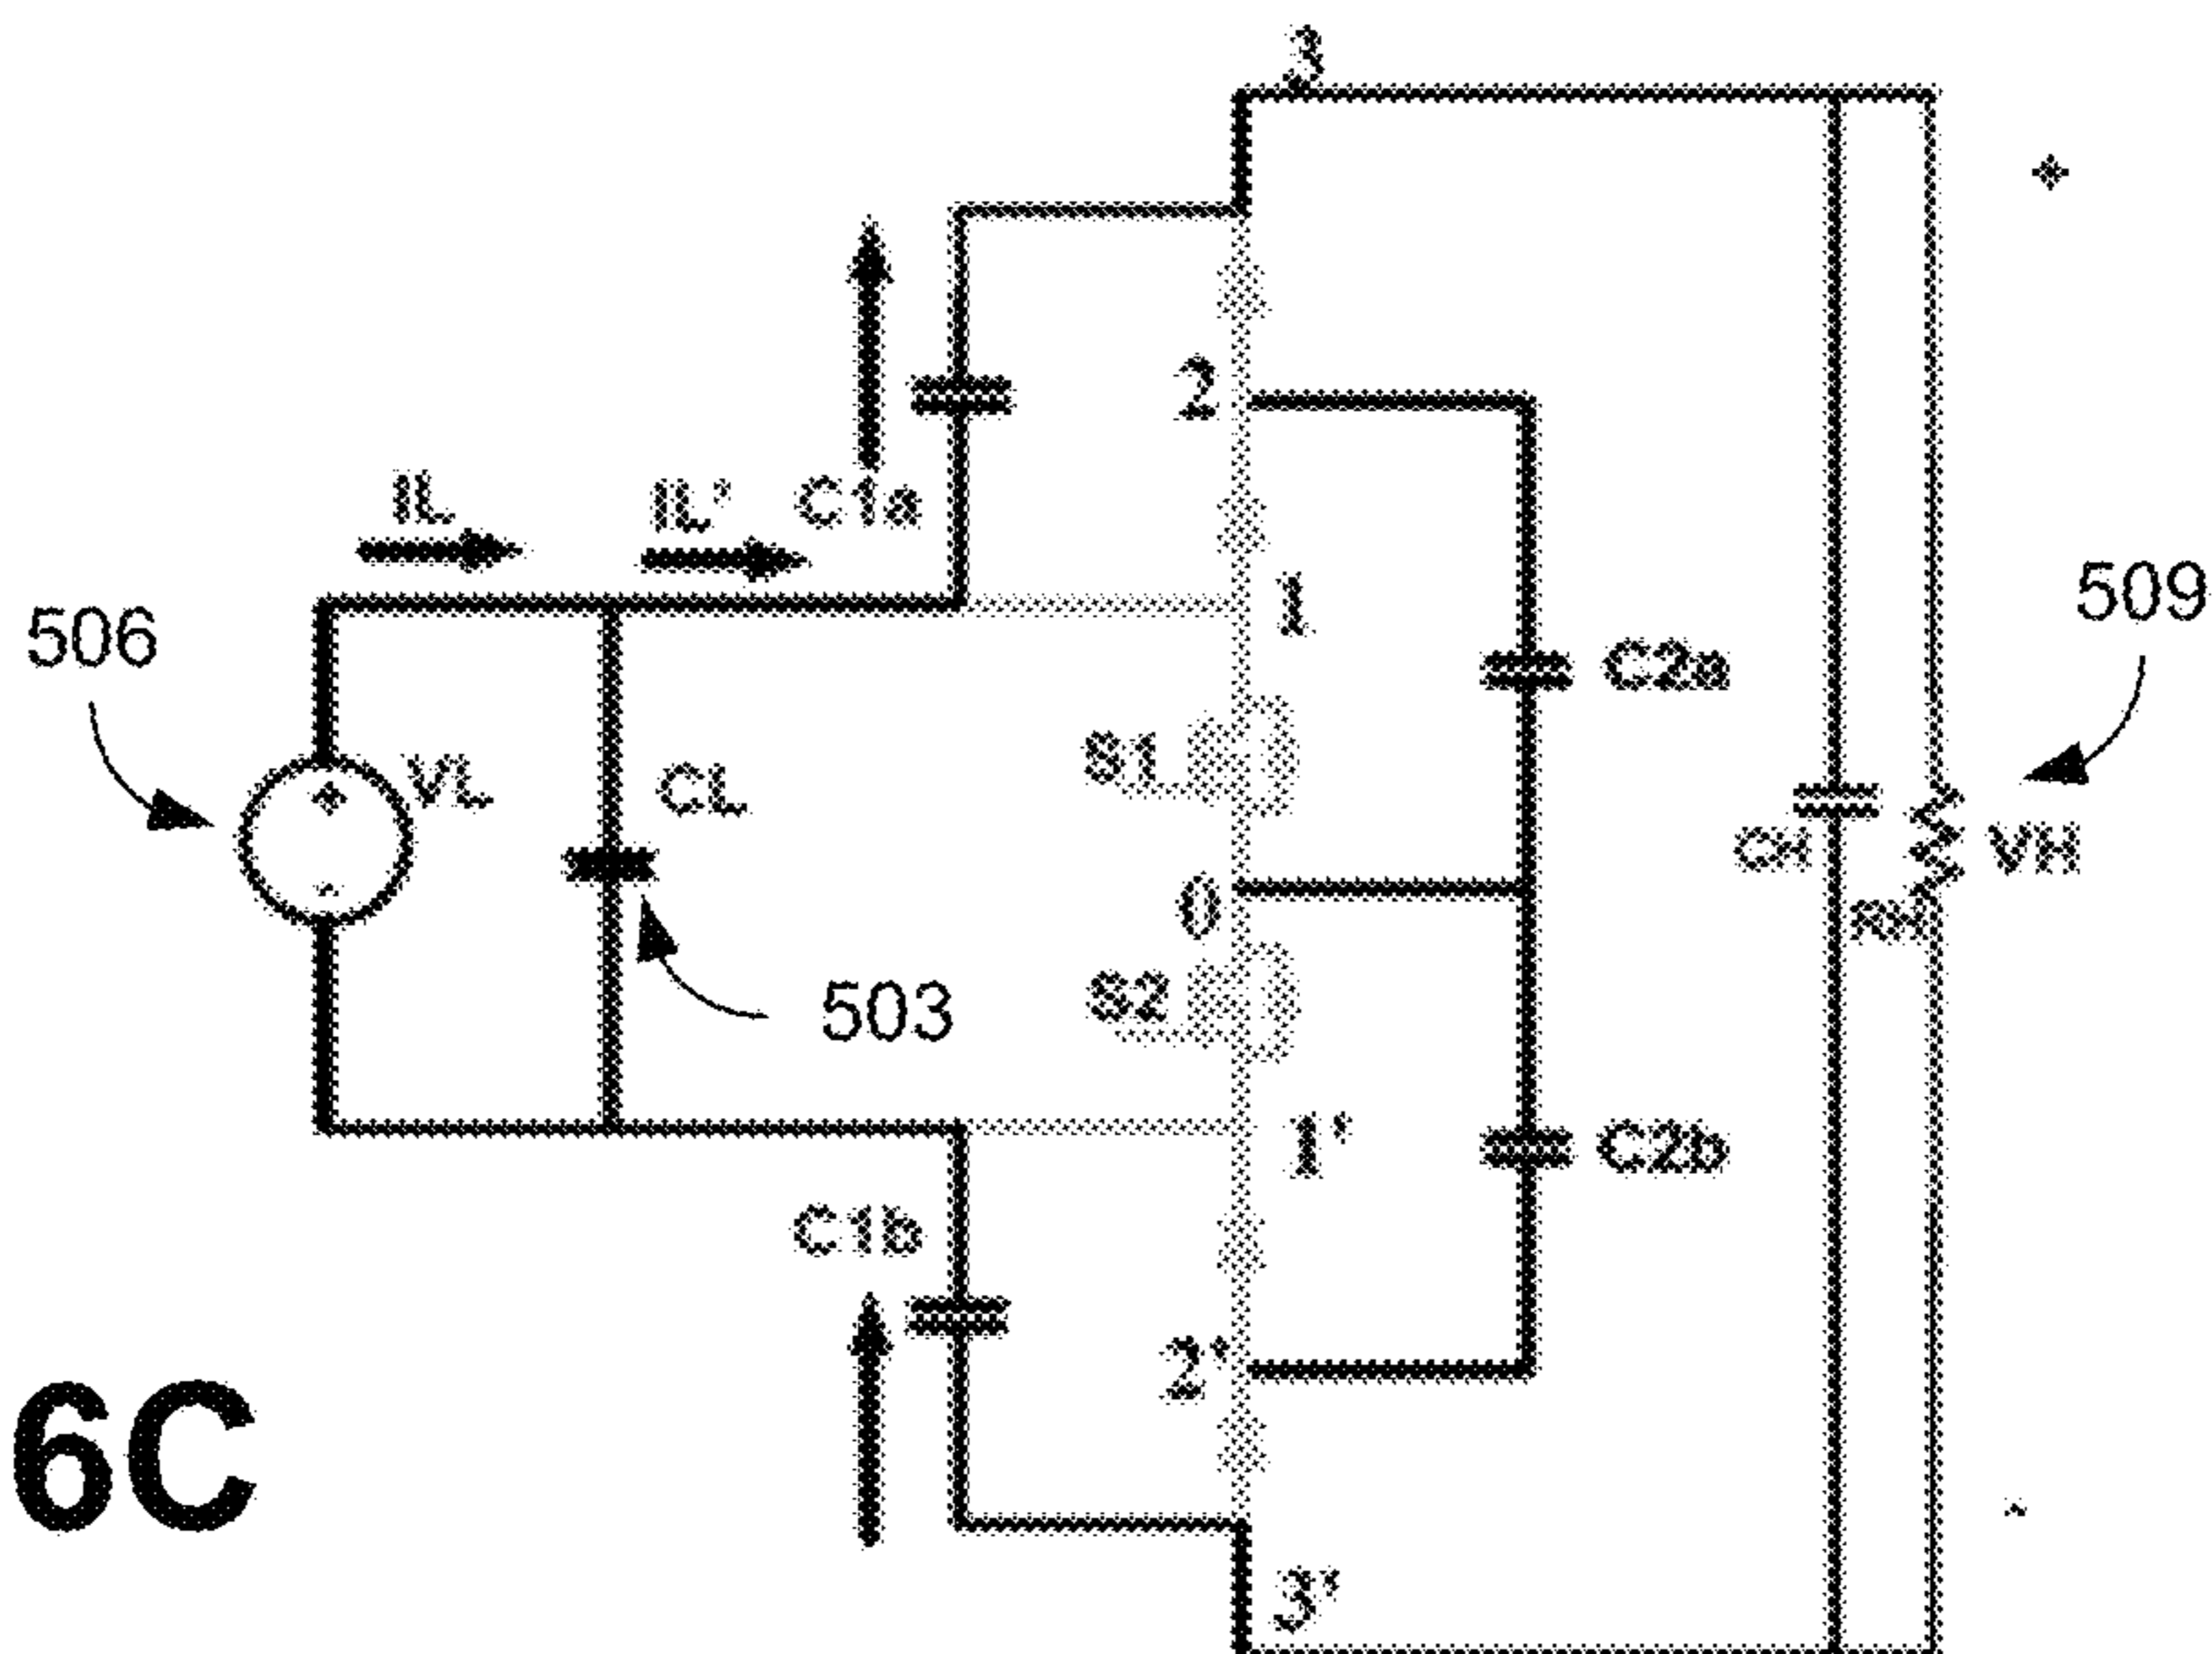 3
+
2
IL
IL'
C1a
1
506
509
C2a
VL
CL
S1
+
-
CH
VH
RH
0
S2
503
1'
C2b
C1b
2'
6C
-
3'